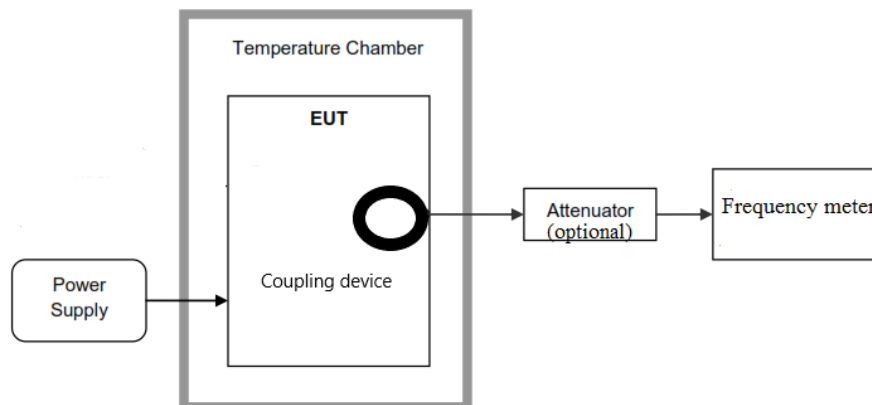 Temperature Chamber
EUT
Attenuator
(optional)
Frequency meter
Coupling device
Power
Supply